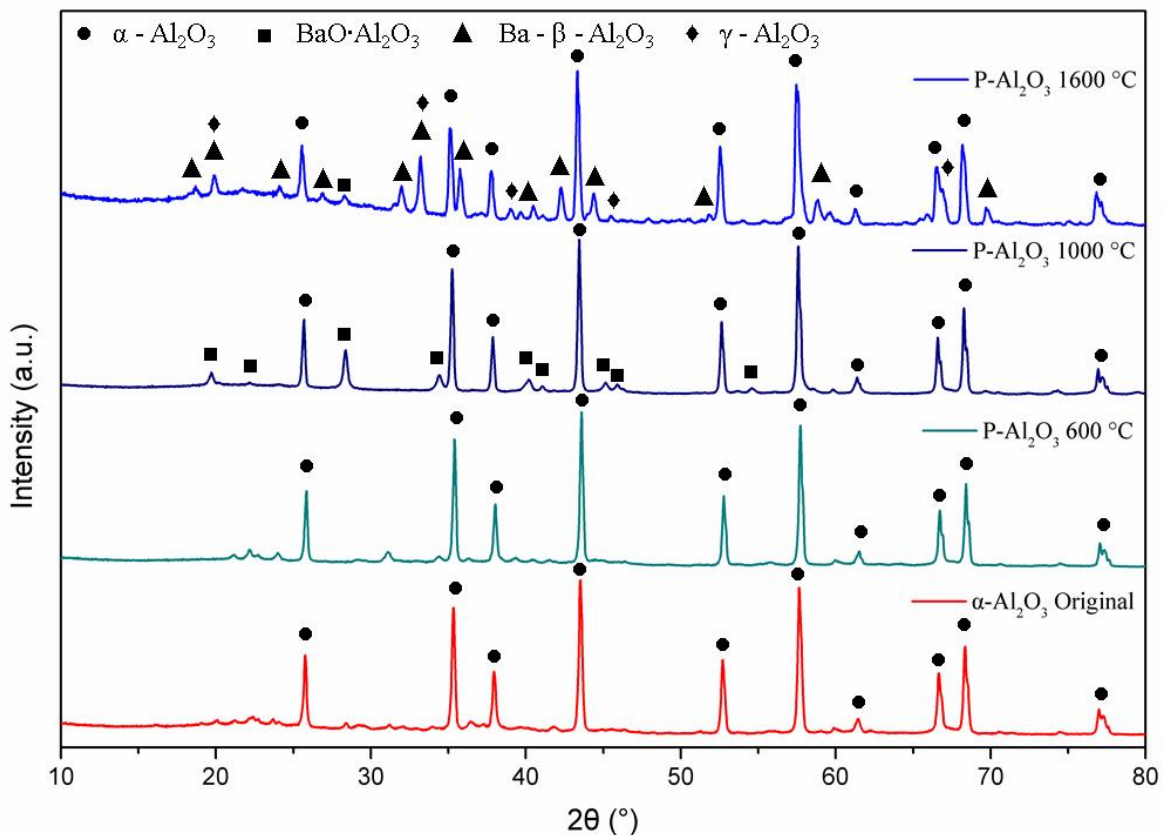 ● α - Al₂O₃ ■ BaO·Al₂O₃ ▲ Ba - β - Al₂O₃ ♦ γ - Al₂O₃
P-Al₂O₃ 1600 °C
P-Al₂O₃ 1000 °C
P-Al₂O₃ 600 °C
α-Al₂O₃ Original
Intensity (a.u.)
10 20 30 40 50 60 70 80
2θ (°)